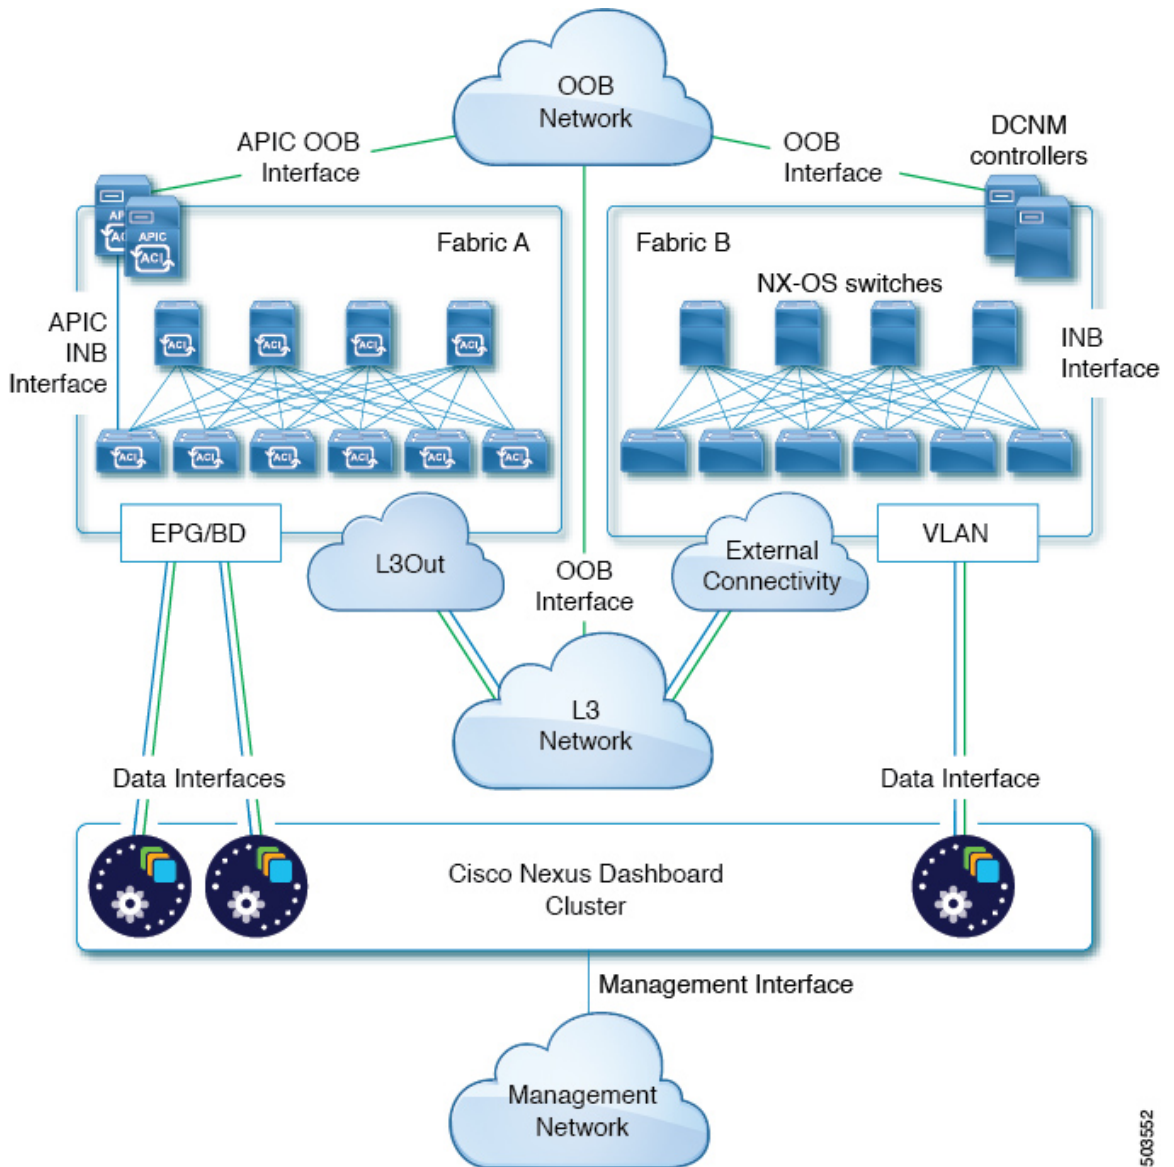 OOB
Network
APIC OOB
Interface
OOB
Interface
DCNM
controllers
AP
AC
APIC
ACI
Fabric A
Fabric B
NX-OS switches
APIC
INB
Interface
INB
Interface
ACI
ACI
ACI
ACI
ACI
ACI
ACI
ACI
ACI
ACI
EPG/BD
L3Out
OOB
Interface
External
Connectivity
VLAN
L3
Network
Data Interfaces
Data Interface
Cisco Nexus Dashboard
Cluster
Management Interface
Management
Network
503552